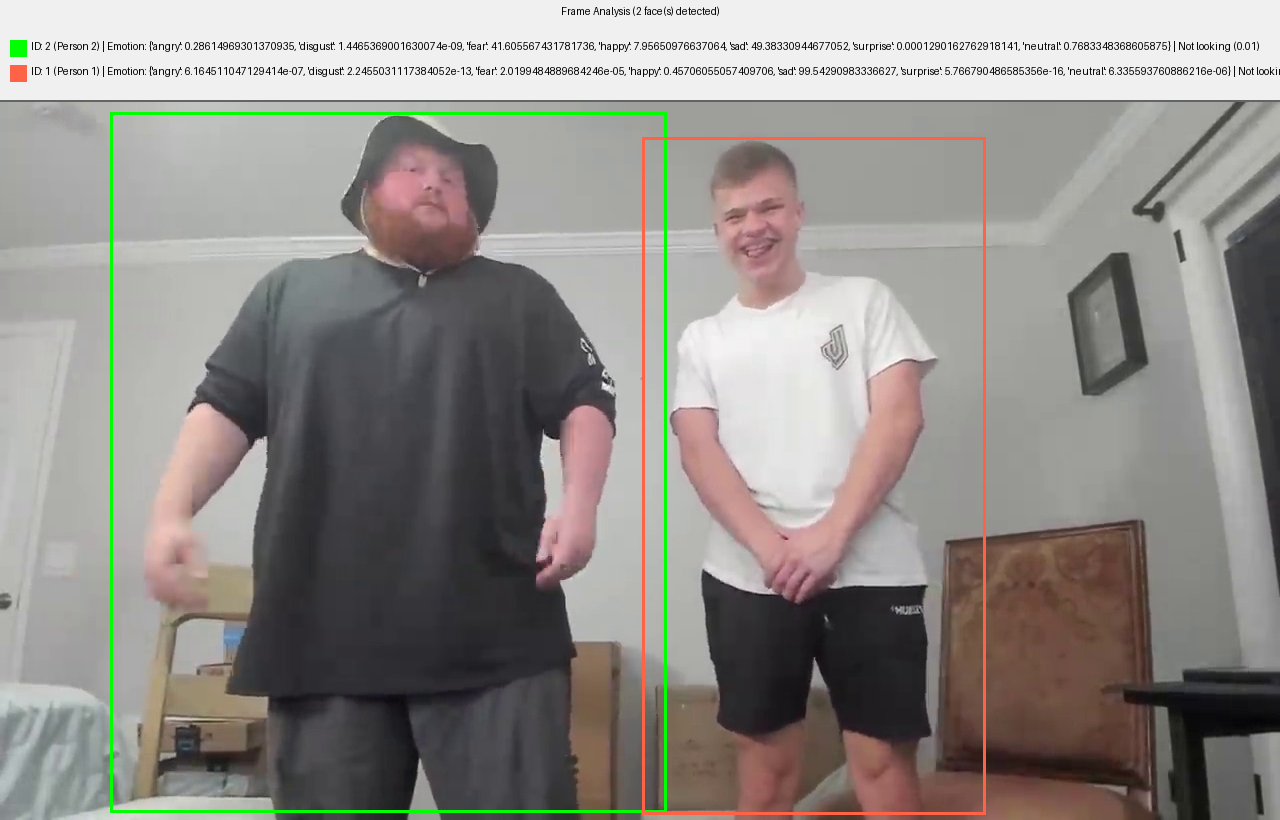 Frame Analysis (2 face(s) detected)
ID: 2 (Person 2) | Emotion: {'angry': 0.28614969301370935, 'disgust': 1.4465369001630074e-09, 'fear': 41.605567431781736, 'happy': 7.95650976637064, 'sad': 49.38330944677052, 'surprise': 0.0001290162762918141, 'neutral': 0.7683348368605875} | Not looking (0.01)
ID: 1 (Person 1) | Emotion: {'angry': 6.164511047129414e-07, 'disgust': 2.2455031117384052e-13, 'fear': 2.0199484889684246e-05, 'happy': 0.45706055057409706, 'sad': 99.54290983336627, 'surprise': 5.766790486585356e-16, 'neutral': 6.335593760886216e-06} | Not lookin
HURLEY